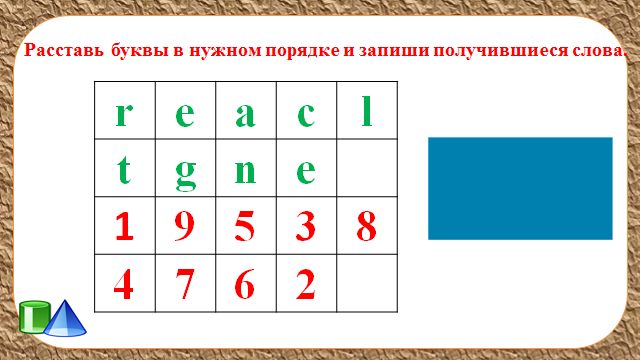 Расставь буквы в нужном порядке и запиши получившиеся слова.
r e a c l
t g n e
1 9 5 3 8
4 7 6 2